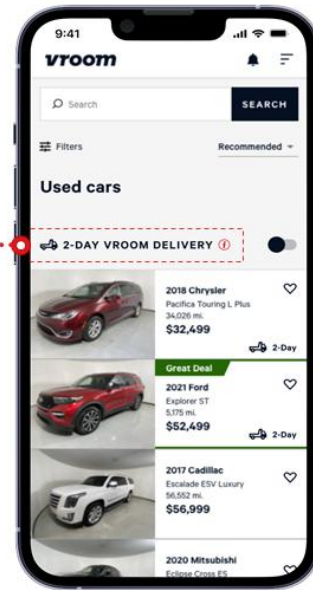 9:41
vroom
Search
SEARCH
Filters
Recommended
Used cars
2-DAY VROOM DELIVERY i
2018 Chrysler
Pacifica Touring L Plus
34,026 mi.
$32,499
2-Day
Great Deal
2021 Ford
Explorer ST
5,175 mi.
$52,499
2-Day
2017 Cadillac
Escalade ESV Luxury
56,552 mi.
$56,999
2020 Mitsubishi
Eclipse Cross ES